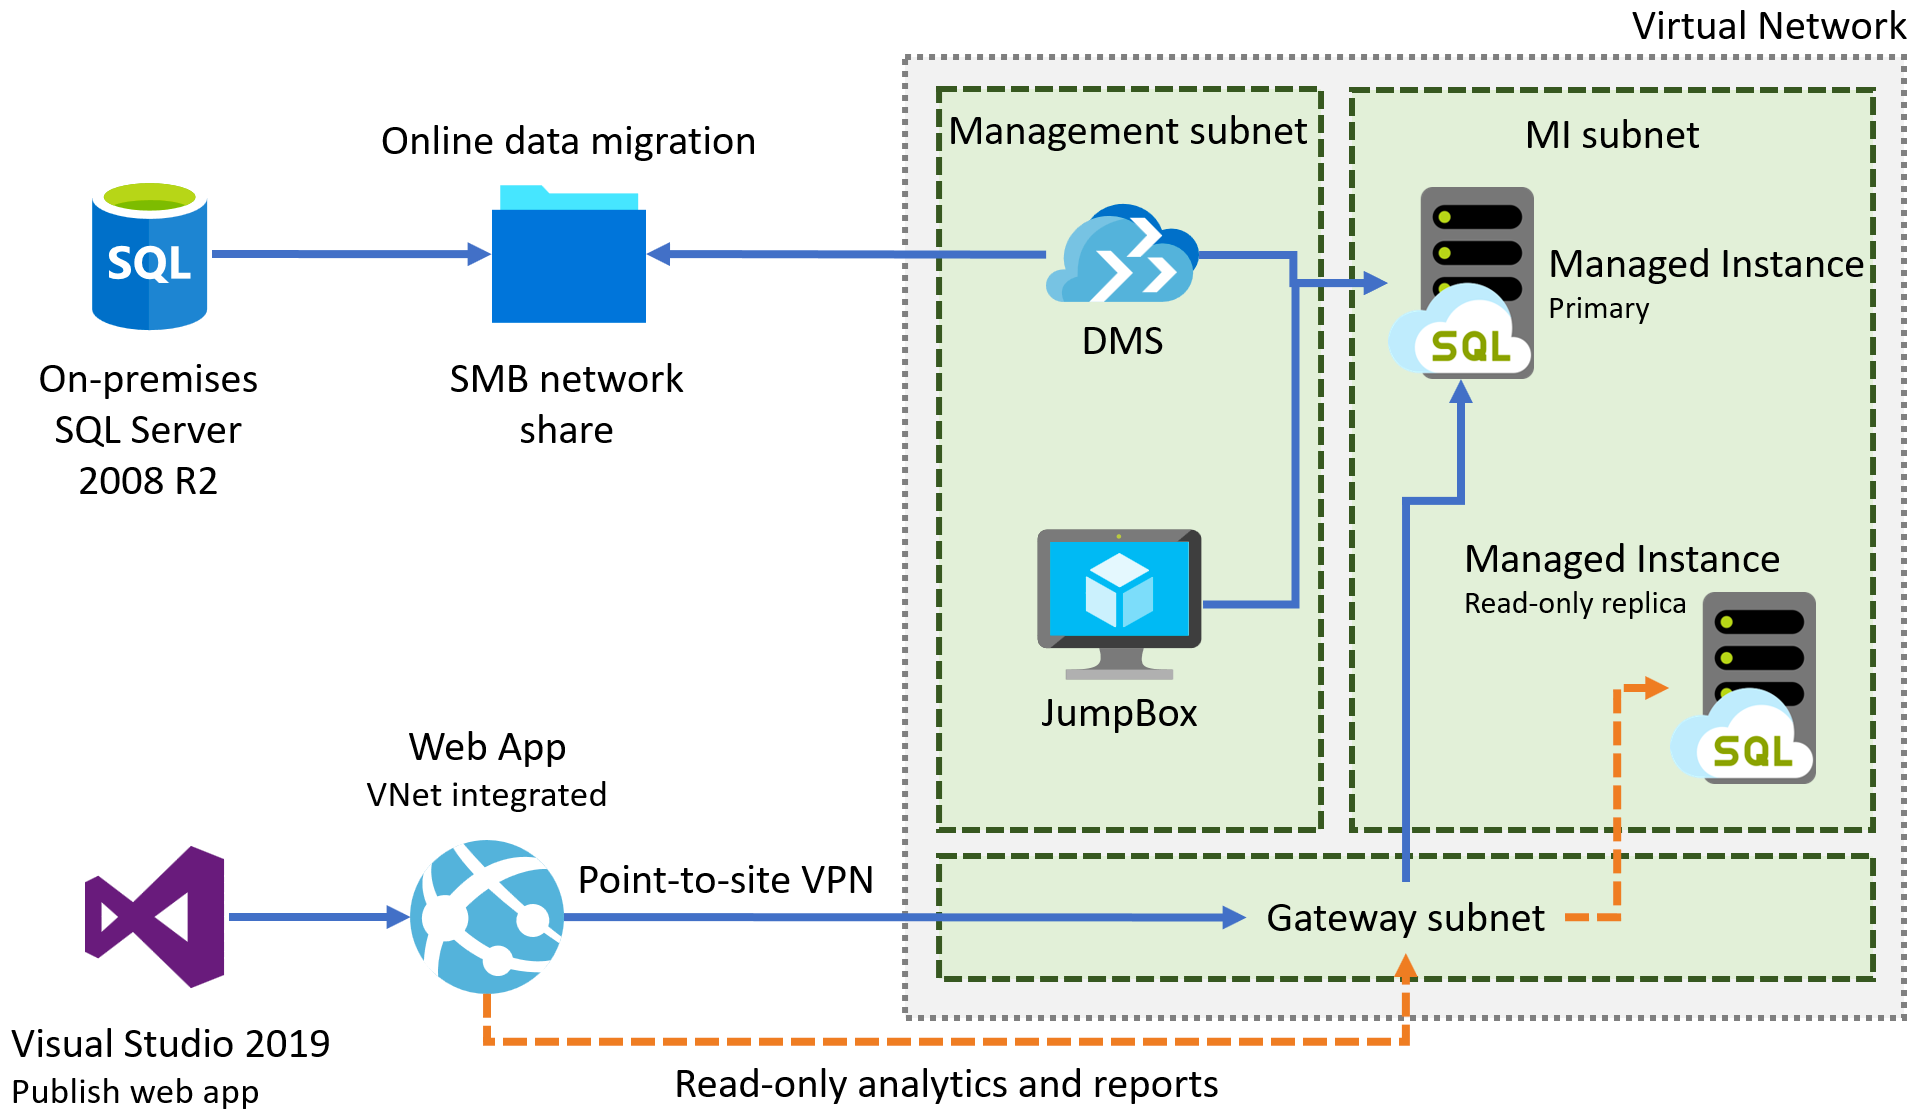 Virtual Network
Online data migration
Management subnet
MI subnet
SQL
On-premises
SQL Server
2008 R2
SMB network
share
DMS
Managed Instance
Primary
SQL
JumpBox
Managed Instance
Read-only replica
SQL
Web App
VNet integrated
Point-to-site VPN
Gateway subnet
Visual Studio 2019
Publish web app
Read-only analytics and reports